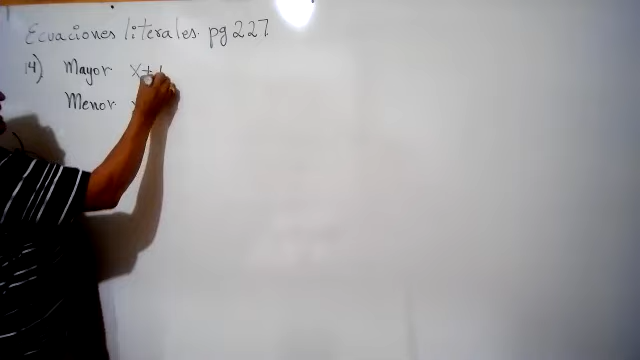 Ecuaciones literales. pg 227
14) Mayor x+
Menor x